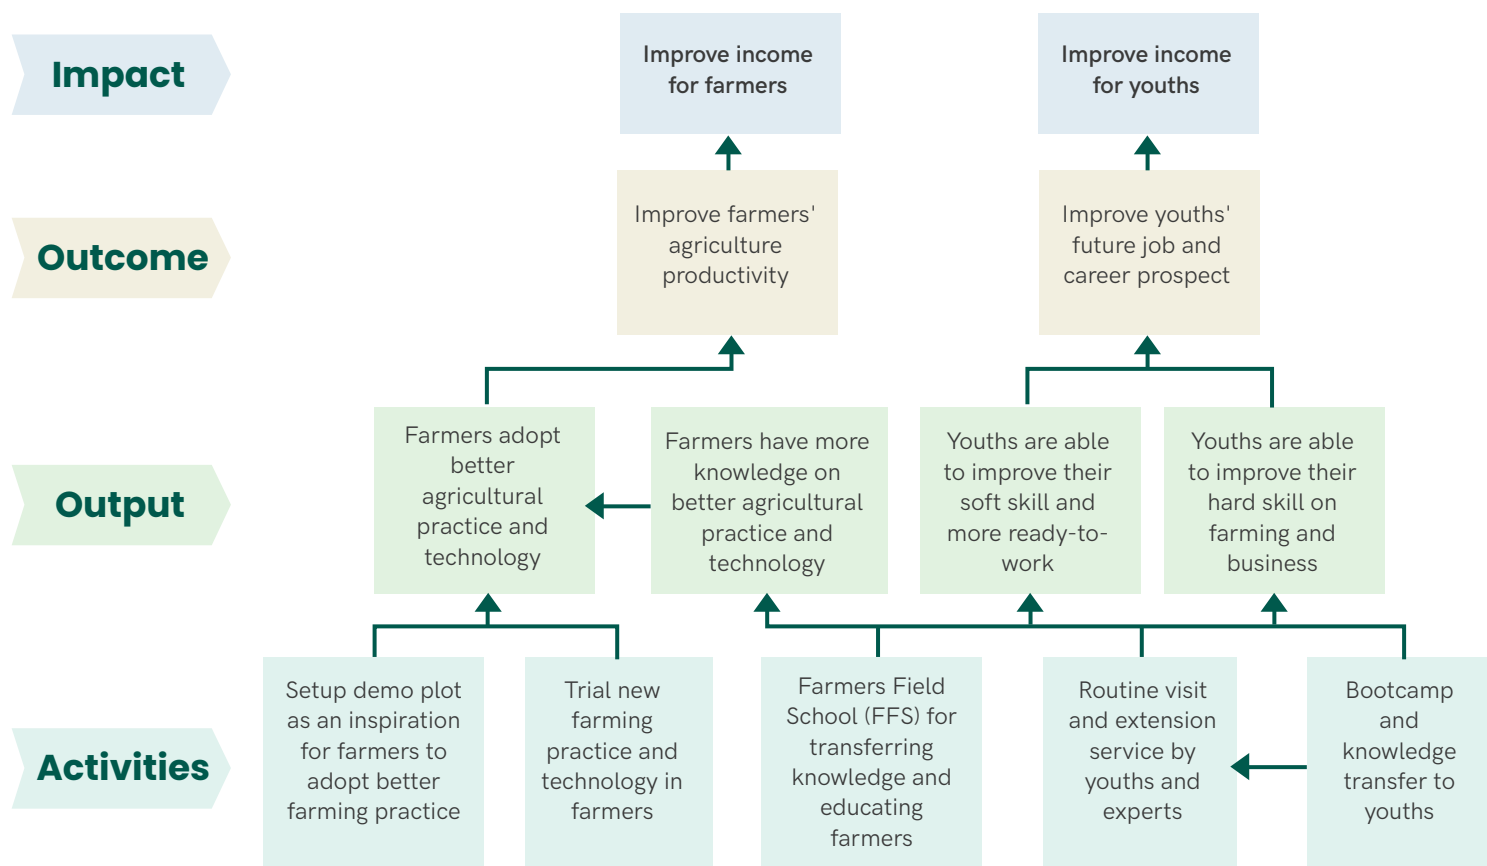 Impact
Improve income
for farmers
Improve income
for youths
Outcome
Improve farmers'
agriculture
productivity
Improve youths'
future job and
career prospect
Output
Farmers adopt
better
agricultural
practice and
technology
Farmers have more
knowledge on
better agricultural
practice and
technology
Youths are able
to improve their
soft skill and
more ready-to-
work
Youths are able
to improve their
hard skill on
farming and
business
Activities
Setup demo plot
as an inspiration
for farmers to
adopt better
farming practice
Trial new
farming
practice and
technology in
farmers
Farmers Field
School (FFS) for
transferring
knowledge and
educating
farmers
Routine visit
and extension
service by
youths and
experts
Bootcamp
and
knowledge
transfer to
youths